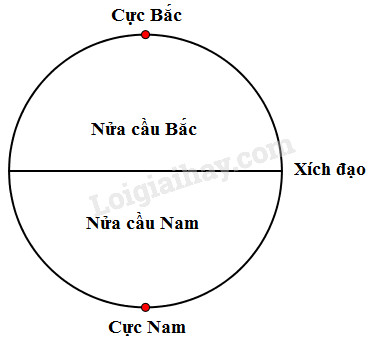 Cực Bắc
Nửa cầu Bắc
Xích đạo
Loigiaihay.com
Nửa cầu Nam
Cực Nam